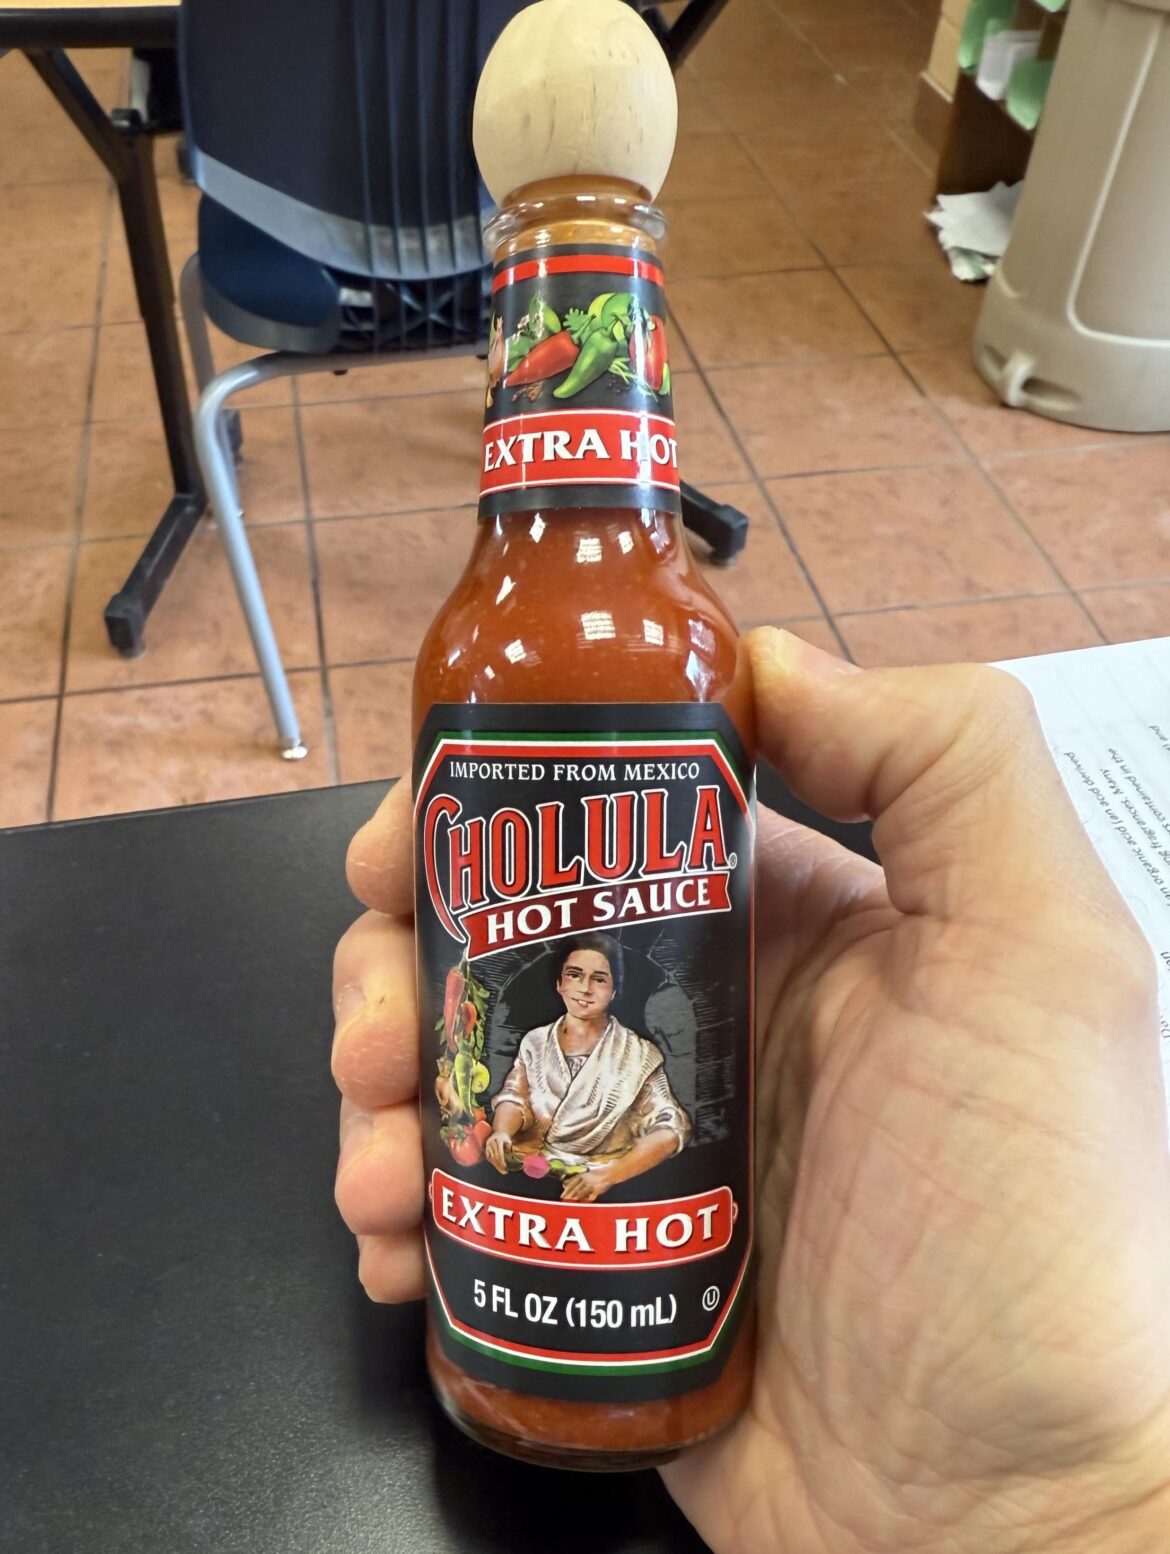 EXTRA HOT
IMPORTED FROM MEXICO
CHOLULA®
HOT SAUCE
EXTRA HOT
5 FL OZ (150 mL) U